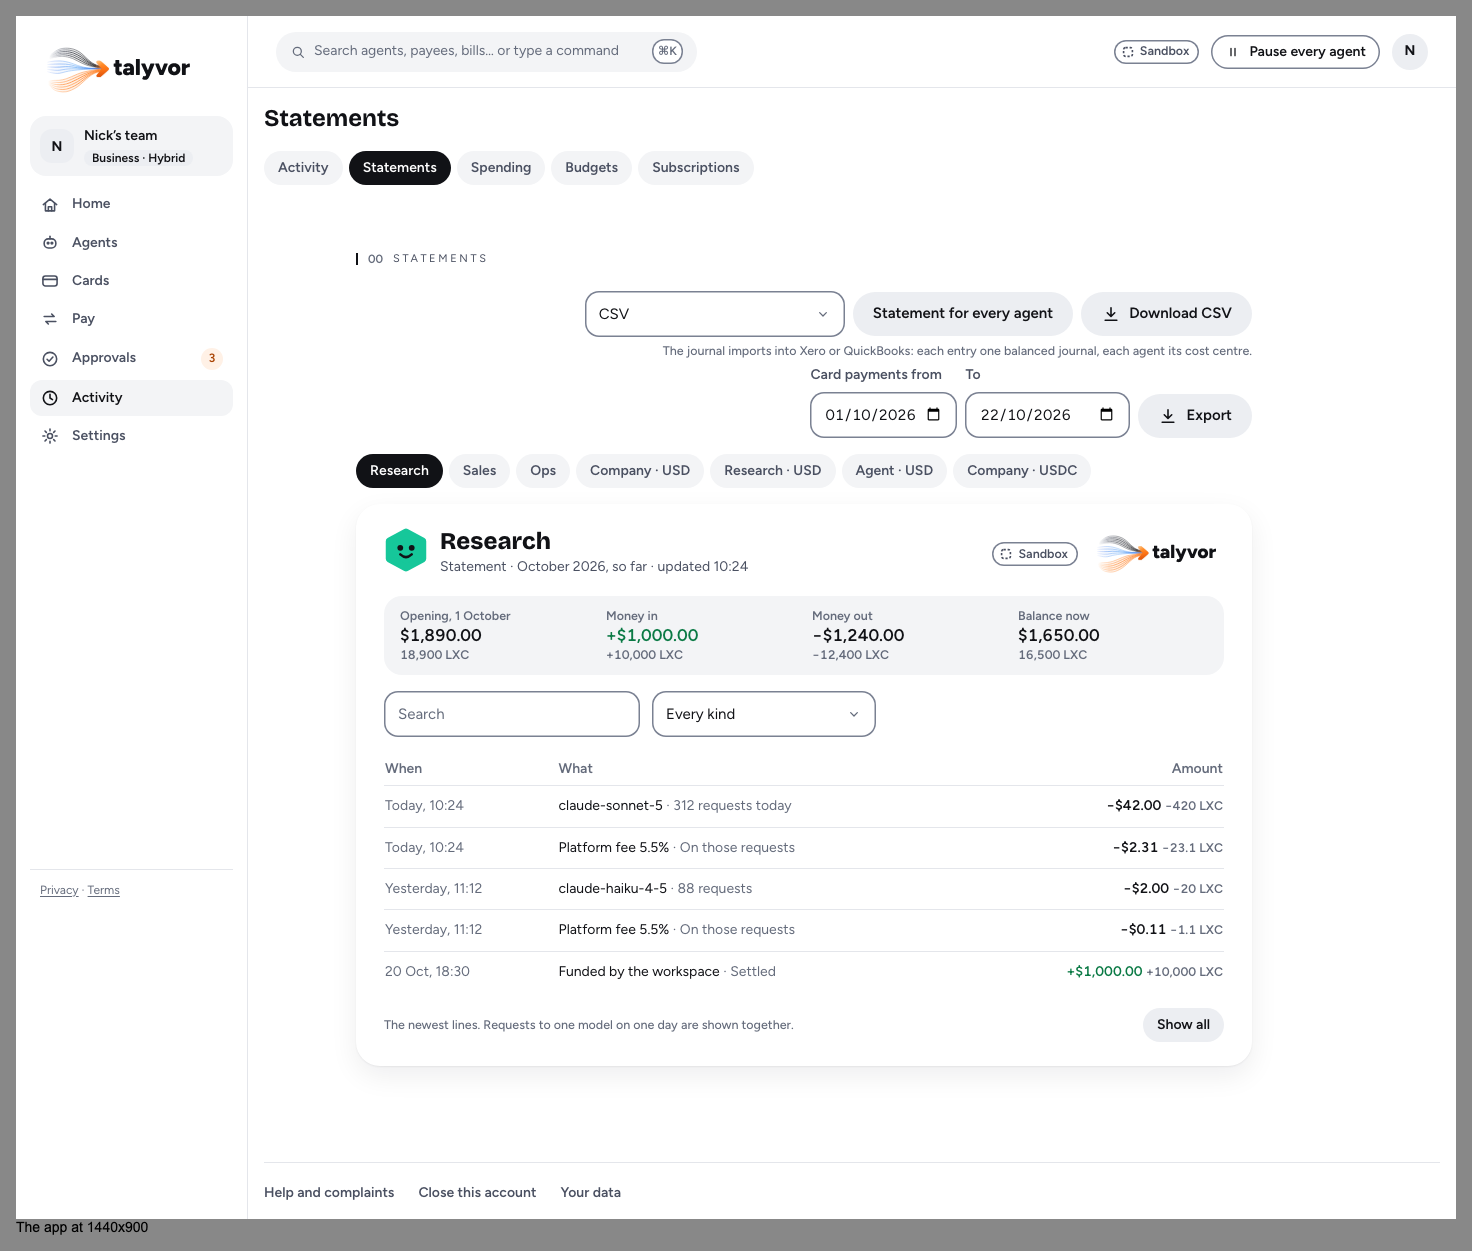 talyvor
Search agents, payees, bills... or type a command
⌘K
Sandbox
Pause every agent
N
N
Nick's team
Business · Hybrid
Home
Agents
Cards
Pay
Approvals 3
Activity
Settings
Privacy · Terms
Statements
Activity Statements Spending Budgets Subscriptions
00 STATEMENTS
CSV Statement for every agent Download CSV
The journal imports into Xero or QuickBooks: each entry one balanced journal, each agent its cost centre.
Card payments from To
01/10/2026 22/10/2026 Export
Research Sales Ops Company · USD Research · USD Agent · USD Company · USDC
Research
Statement · October 2026, so far · updated 10:24
Sandbox talyvor
Opening, 1 October Money in Money out Balance now
$1,890.00 +$1,000.00 −$1,240.00 $1,650.00
18,900 LXC +10,000 LXC −12,400 LXC 16,500 LXC
Search Every kind
When What Amount
Today, 10:24 claude-sonnet-5 · 312 requests today −$42.00 −420 LXC
Today, 10:24 Platform fee 5.5% · On those requests −$2.31 −23.1 LXC
Yesterday, 11:12 claude-haiku-4-5 · 88 requests −$2.00 −20 LXC
Yesterday, 11:12 Platform fee 5.5% · On those requests −$0.11 −1.1 LXC
20 Oct, 18:30 Funded by the workspace · Settled +$1,000.00 +10,000 LXC
The newest lines. Requests to one model on one day are shown together. Show all
Help and complaints Close this account Your data
The app at 1440x900